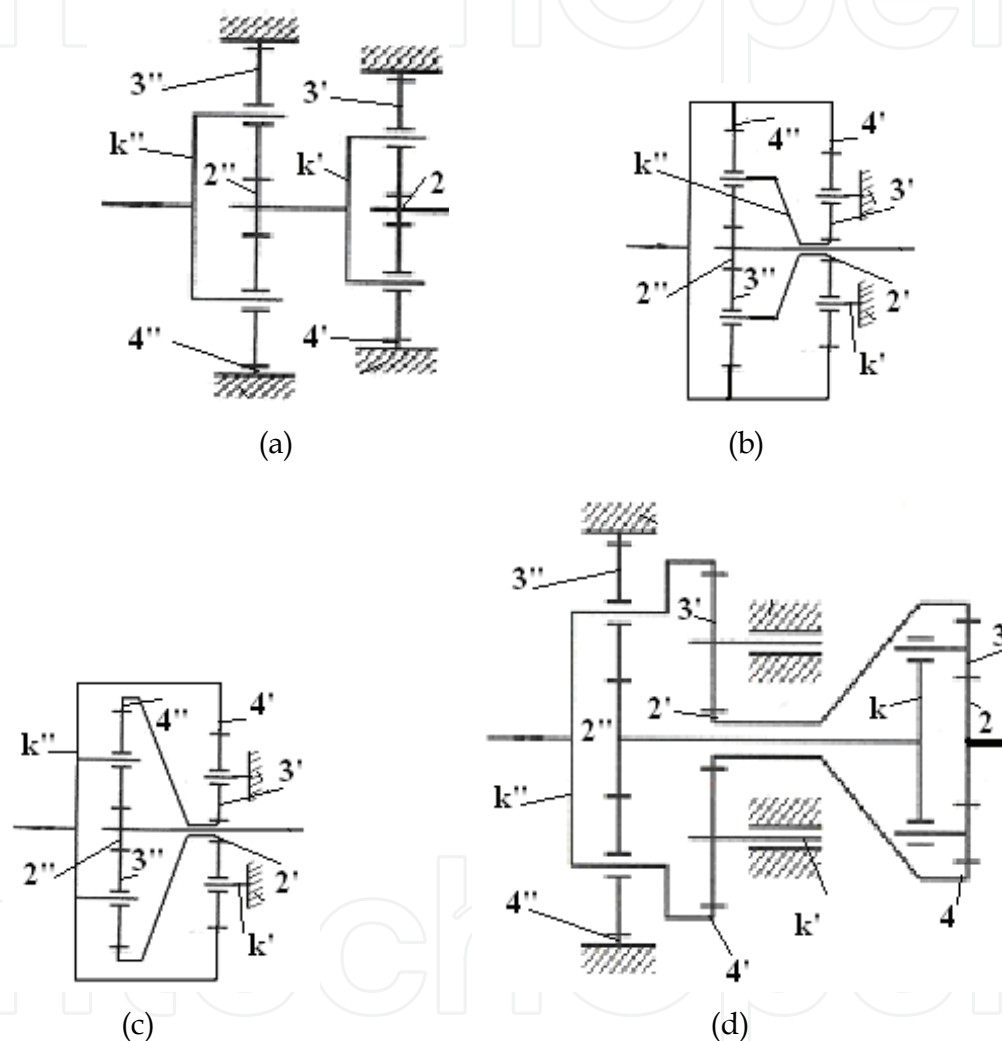 3" 3'
k" k'
2" 2
4" 4'
(a)
4" 4'
k" 3'
2" 3" 2'
k'
(b)
4" 4'
k" 3'
2" 3" 2'
k'
(c)
3" 3' 3
2' k 2
2"
k"
4" k' 4
4'
(d)